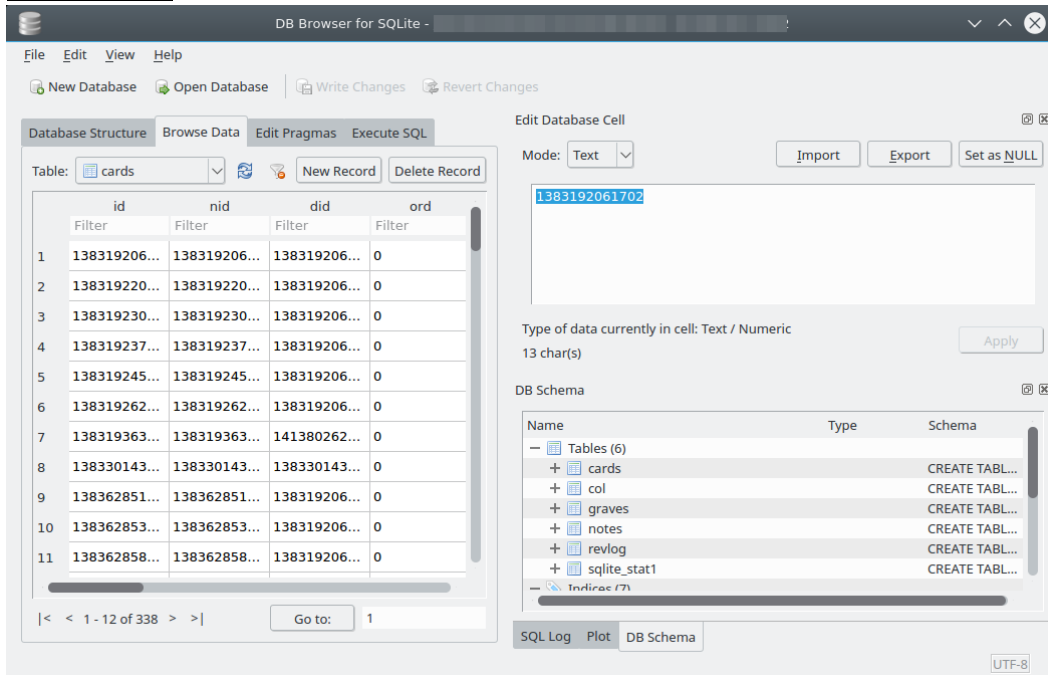 DB Browser for SQLite -
File Edit View Help
New Database Open Database Write Changes Revert Changes
Database Structure Browse Data Edit Pragmas Execute SQL
Table: cards New Record Delete Record
id nid did ord
Filter Filter Filter Filter
1 138319206... 138319206... 138319206... 0
2 138319220... 138319220... 138319206... 0
3 138319230... 138319230... 138319206... 0
4 138319237... 138319237... 138319206... 0
5 138319245... 138319245... 138319206... 0
6 138319262... 138319262... 138319206... 0
7 138319363... 138319363... 141380262... 0
8 138330143... 138330143... 138330143... 0
9 138362851... 138362851... 138319206... 0
10 138362853... 138362853... 138319206... 0
11 138362858... 138362858... 138319206... 0
|< < 1 - 12 of 338 > >| Go to: 1
Edit Database Cell
Mode: Text Import Export Set as NULL
1383192061702
Type of data currently in cell: Text / Numeric
13 char(s)
Apply
DB Schema
Name Type Schema
Tables (6)
cards CREATE TABL...
col CREATE TABL...
graves CREATE TABL...
notes CREATE TABL...
revlog CREATE TABL...
sqlite_stat1 CREATE TABL...
Indices (7)
SQL Log Plot DB Schema
UTF-8